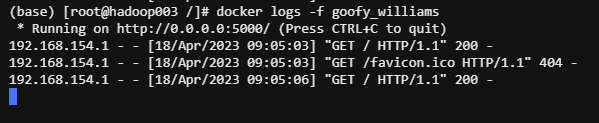 (base) [root@hadoop003 /]# docker logs -f goofy_williams
 * Running on http://0.0.0.0:5000/ (Press CTRL+C to quit)
192.168.154.1 - - [18/Apr/2023 09:05:03] "GET / HTTP/1.1" 200 -
192.168.154.1 - - [18/Apr/2023 09:05:03] "GET /favicon.ico HTTP/1.1" 404 -
192.168.154.1 - - [18/Apr/2023 09:05:06] "GET / HTTP/1.1" 200 -